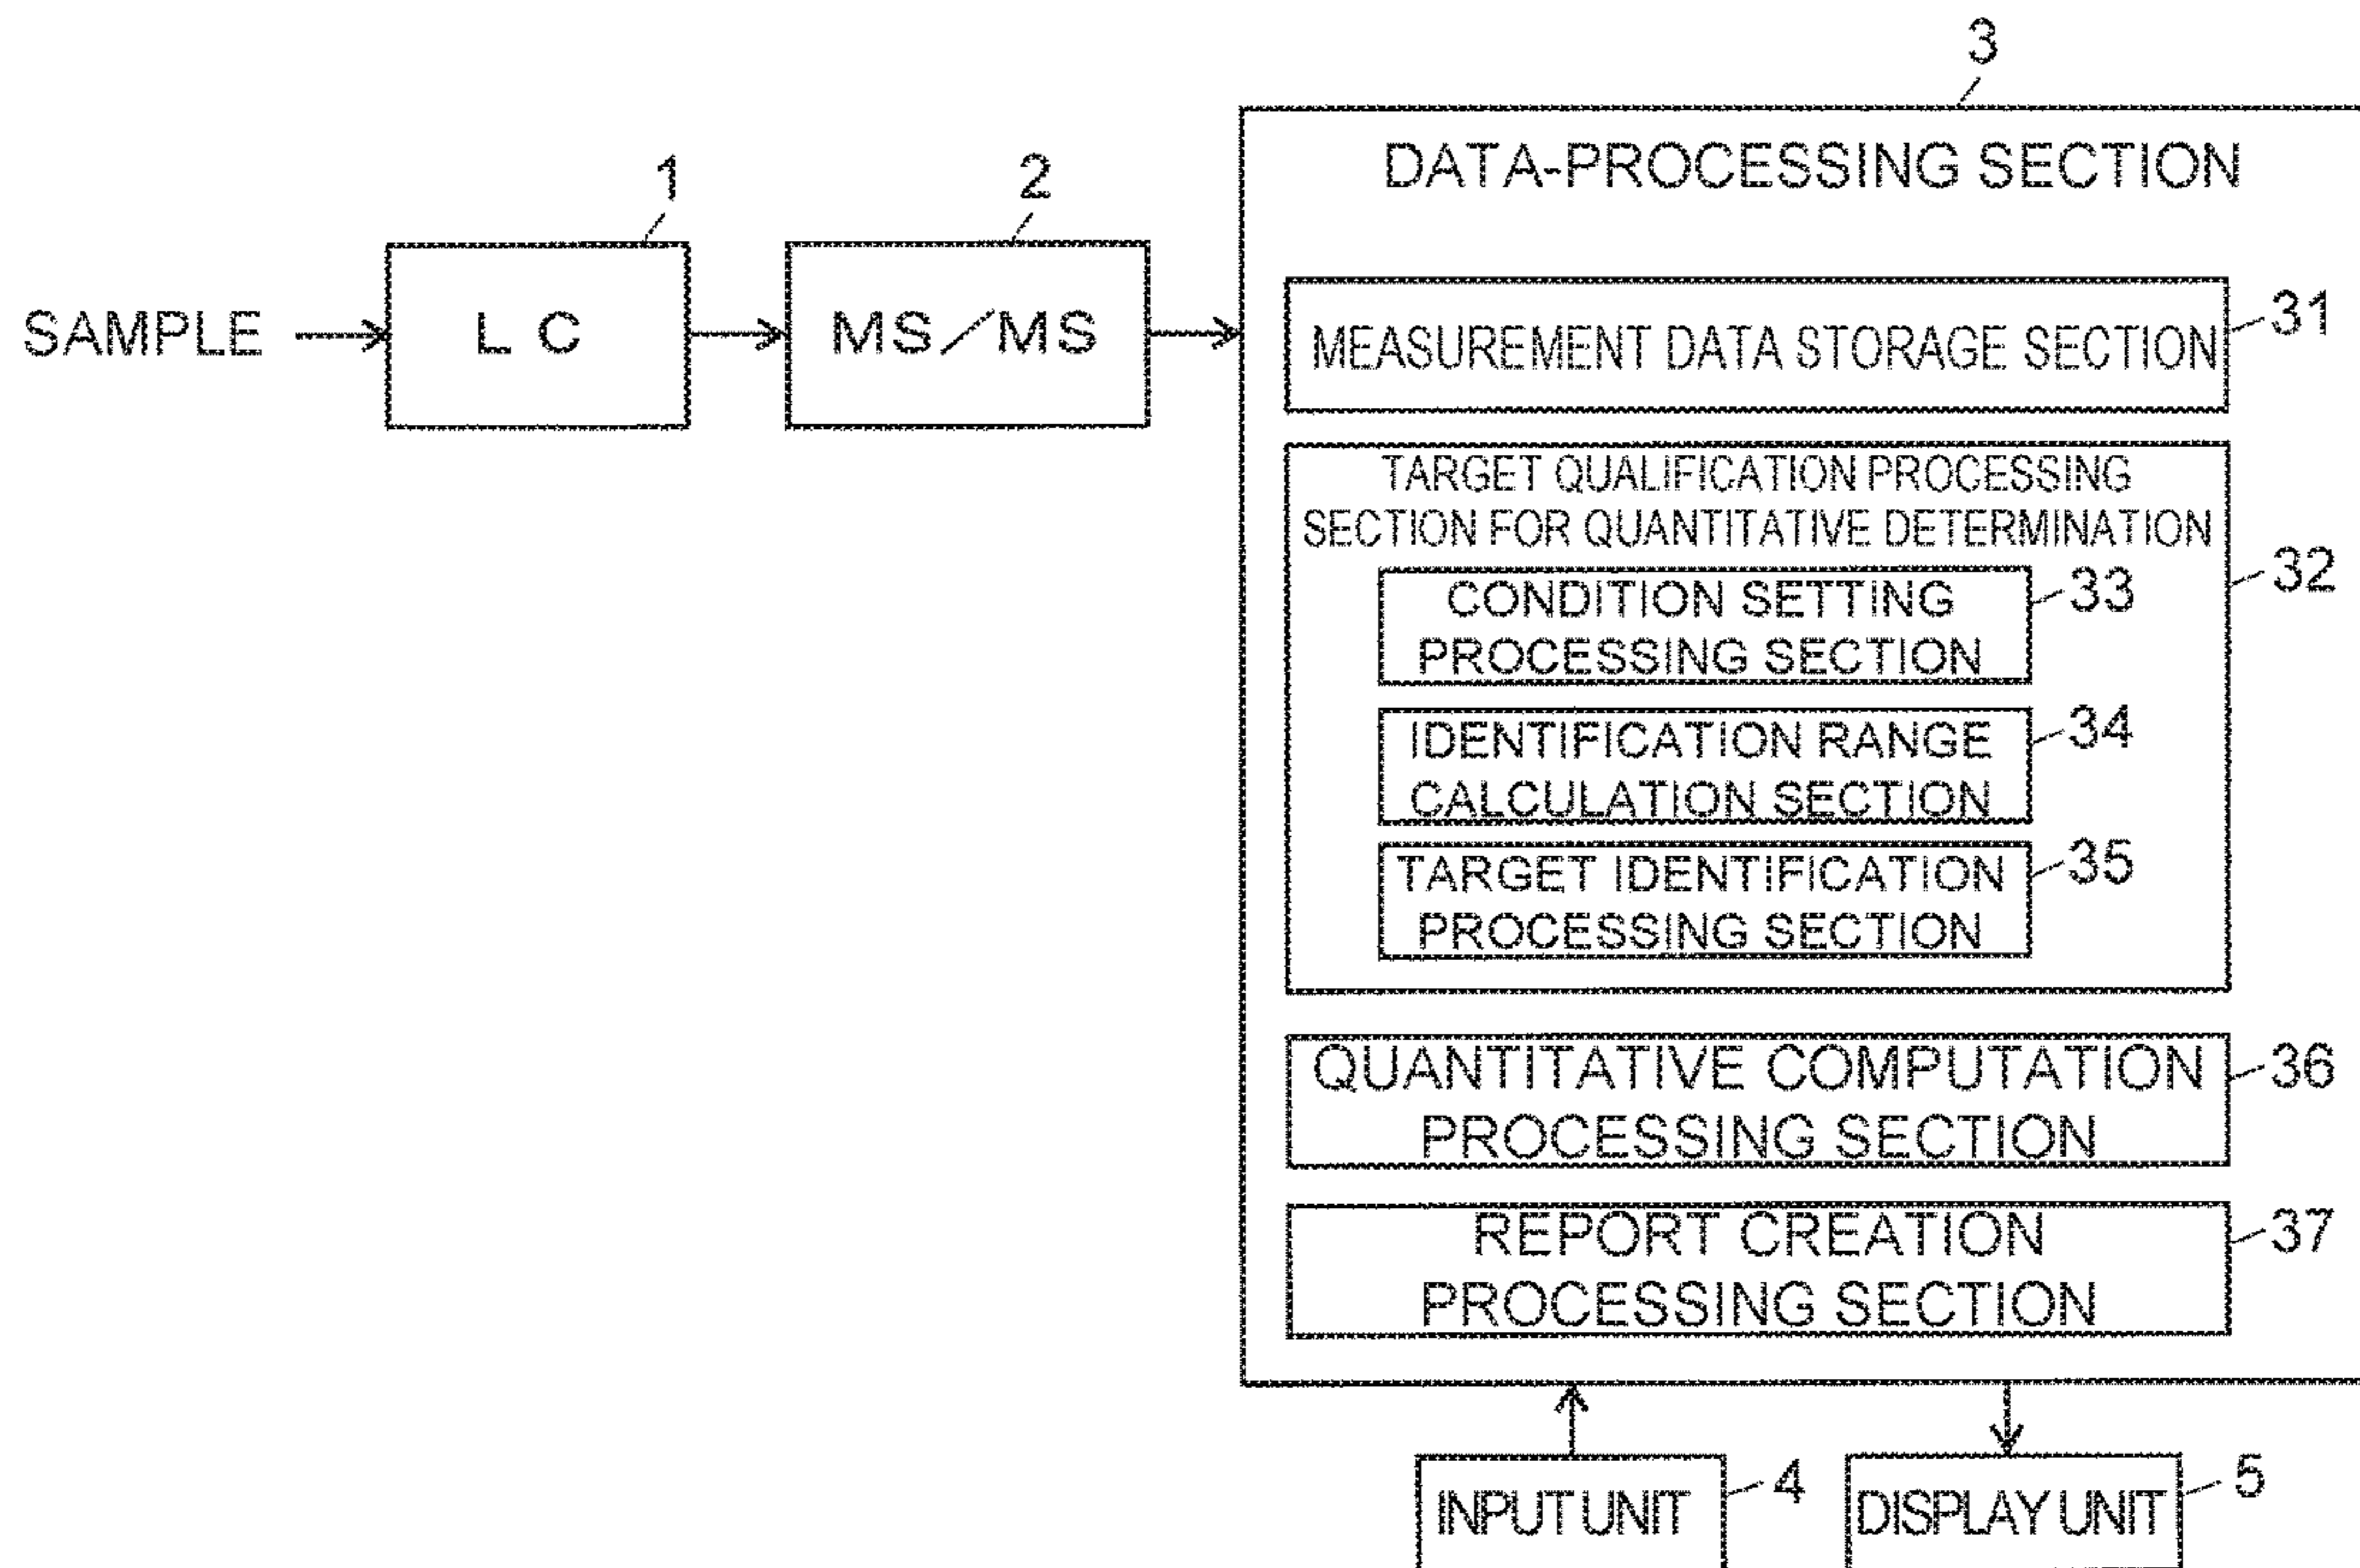 3
DATA-PROCESSING SECTION
1
2
SAMPLE
LC
MS/MS
MEASUREMENT DATA STORAGE SECTION
31
TARGET QUALIFICATION PROCESSING
SECTION FOR QUANTITATIVE DETERMINATION
32
CONDITION SETTING
PROCESSING SECTION
33
IDENTIFICATION RANGE
CALCULATION SECTION
34
TARGET IDENTIFICATION
PROCESSING SECTION
35
QUANTITATIVE COMPUTATION
PROCESSING SECTION
36
REPORT CREATION
PROCESSING SECTION
37
INPUT UNIT
4
DISPLAY UNIT
5